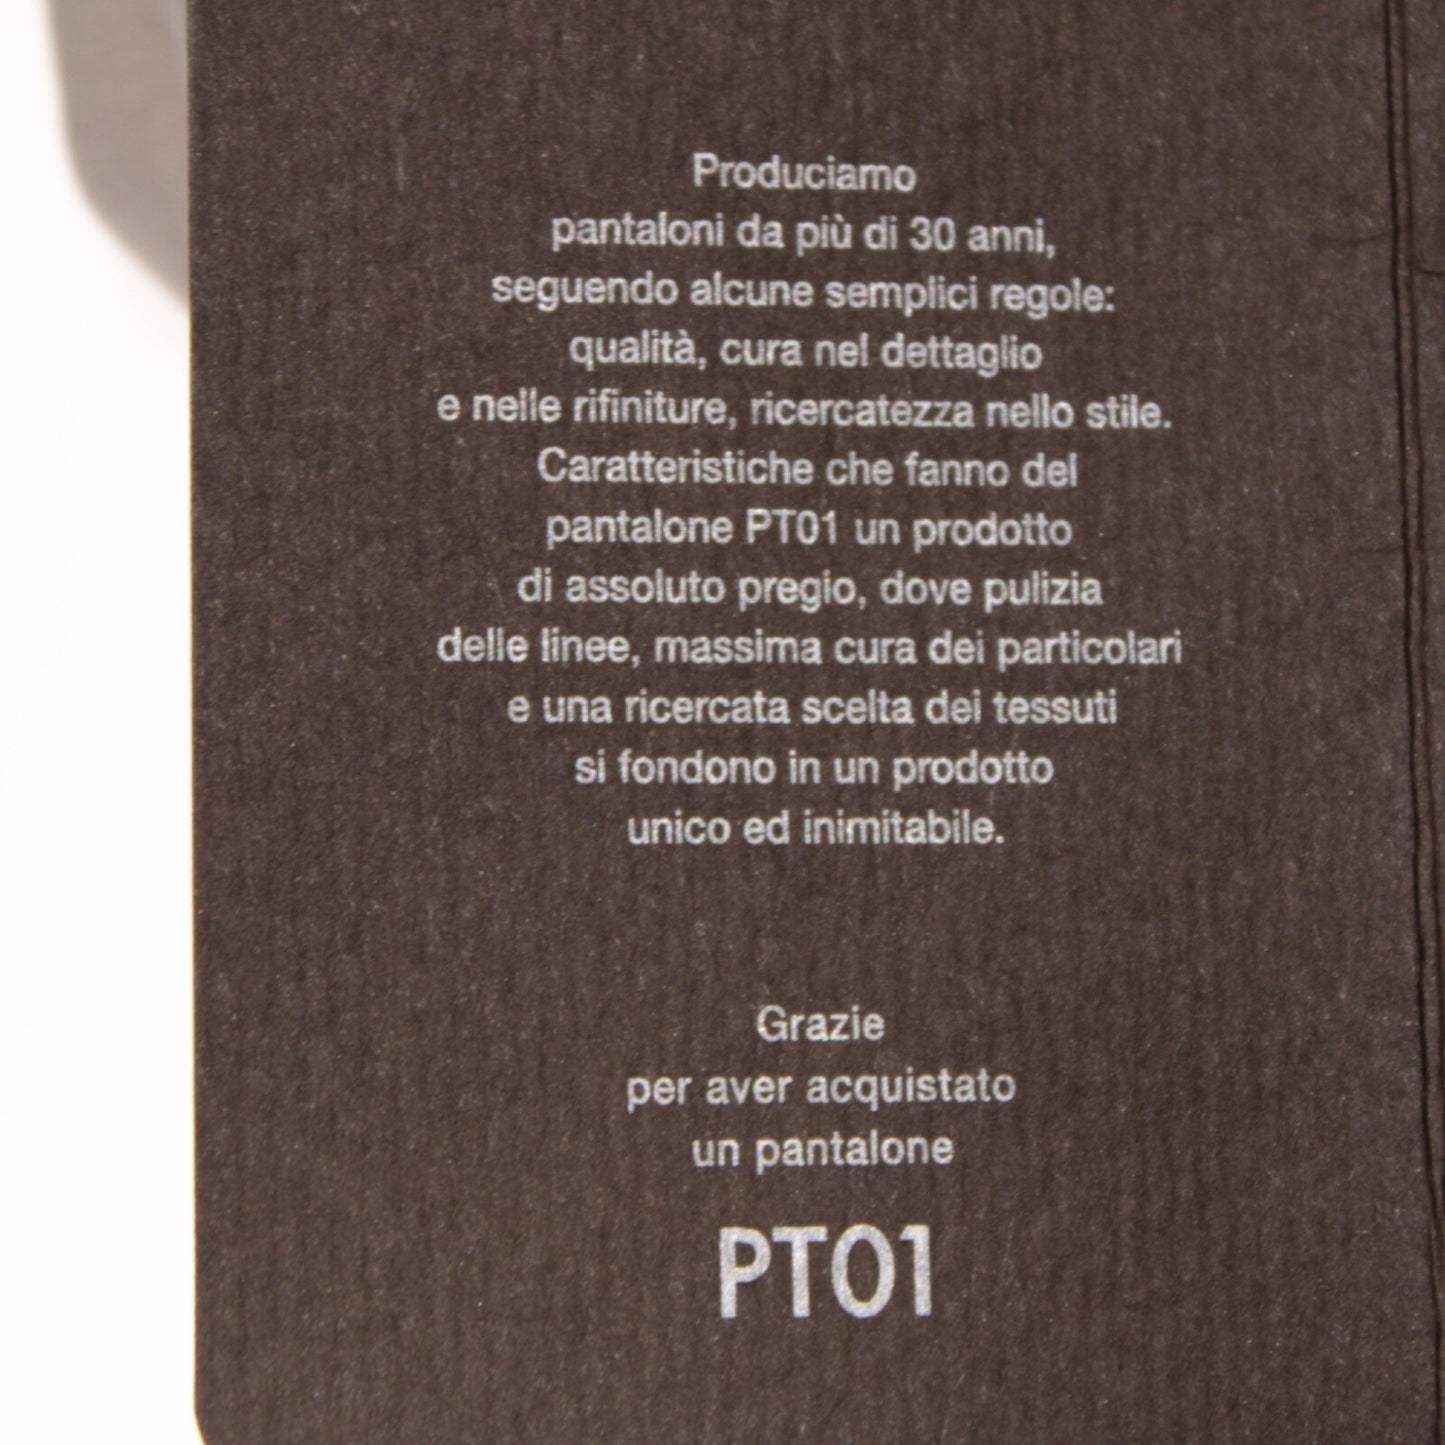 Produciamo
pantaloni da più di 30 anni,
seguendo alcune semplici regole:
qualità, cura nel dettaglio
e nelle rifiniture, ricercatezza nello stile.
Caratteristiche che fanno del
pantalone PT01 un prodotto
di assoluto pregio, dove pulizia
delle linee, massima cura dei particolari
e una ricercata scelta dei tessuti
si fondono in un prodotto
unico ed inimitabile.
Grazie
per aver acquistato
un pantalone
PT01